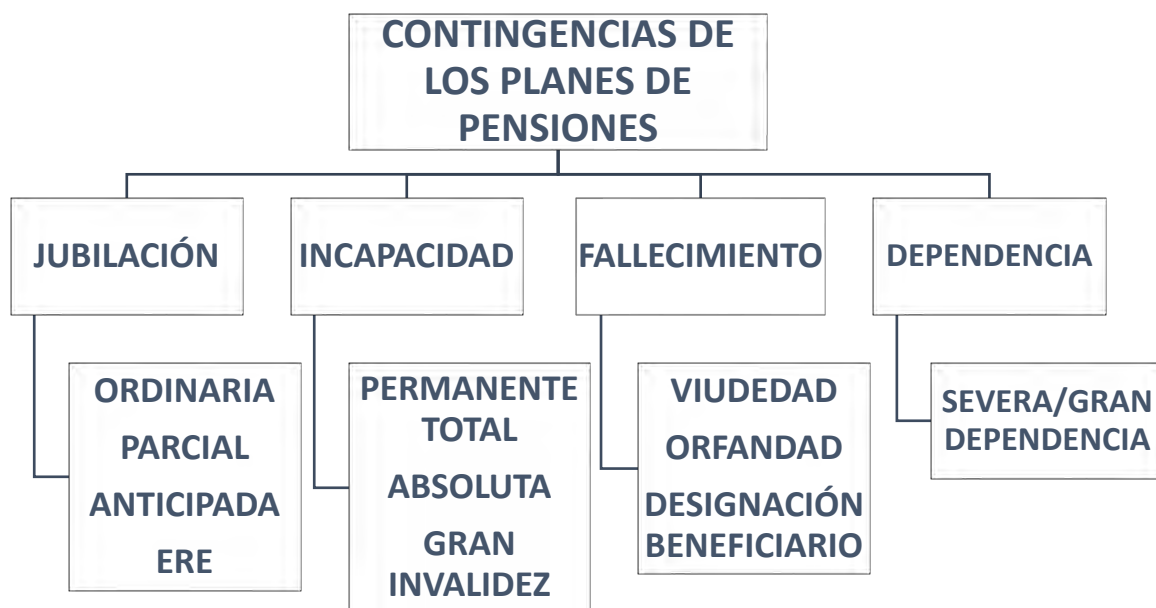 CONTINGENCIAS DE
LOS PLANES DE
PENSIONES
JUBILACIÓN
INCAPACIDAD
FALLECIMIENTO
DEPENDENCIA
ORDINARIA
PARCIAL
ANTICIPADA
ERE
PERMANENTE
TOTAL
ABSOLUTA
GRAN
INVALIDEZ
VIUDEDAD
ORFANDAD
DESIGNACIÓN
BENEFICIARIO
SEVERA/GRAN
DEPENDENCIA